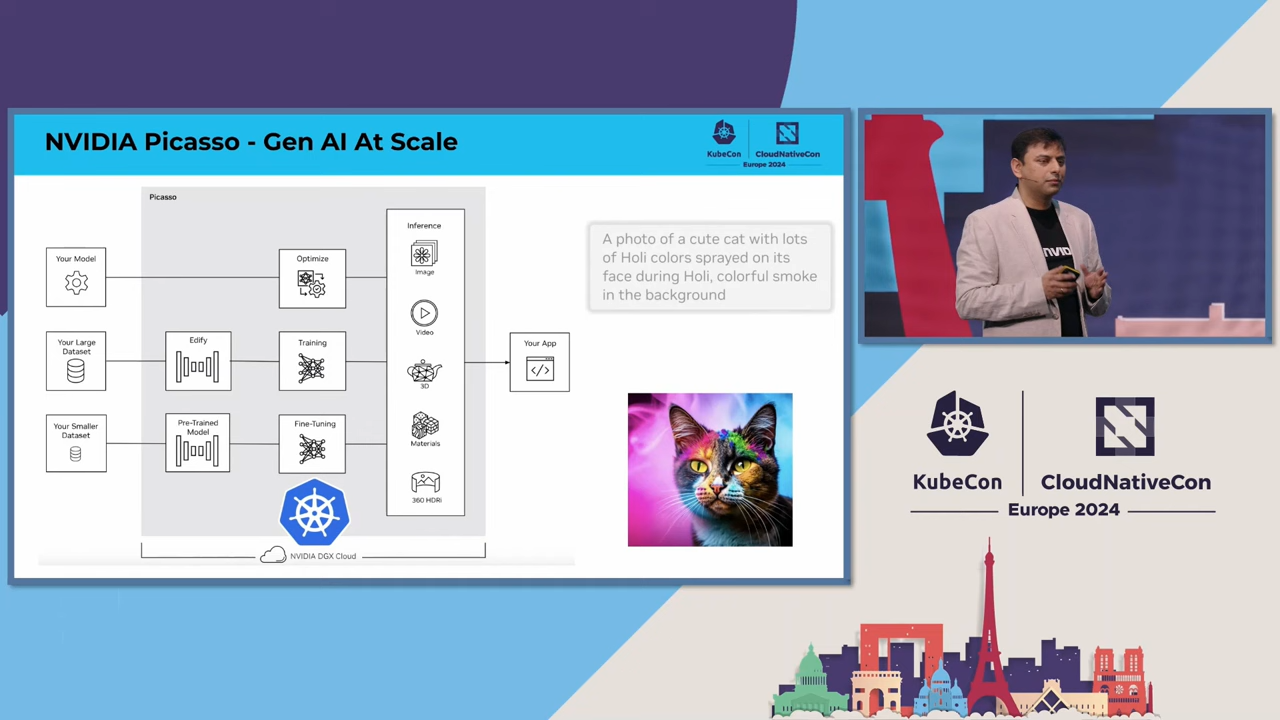 NVIDIA Picasso - Gen AI At Scale
KubeCon
CloudNativeCon
Europe 2024
Picasso
Your Model
Optimize
Your Large
Dataset
Edify
Training
Your Smaller
Dataset
Pre-Trained
Model
Fine-Tuning
Inference
Image
Video
3D
Materials
360 HDRi
Your App
</>
NVIDIA DGX Cloud
A photo of a cute cat with lots
of Holi colors sprayed on its
face during Holi, colorful smoke
in the background
NVID
KubeCon
CloudNativeCon
Europe 2024